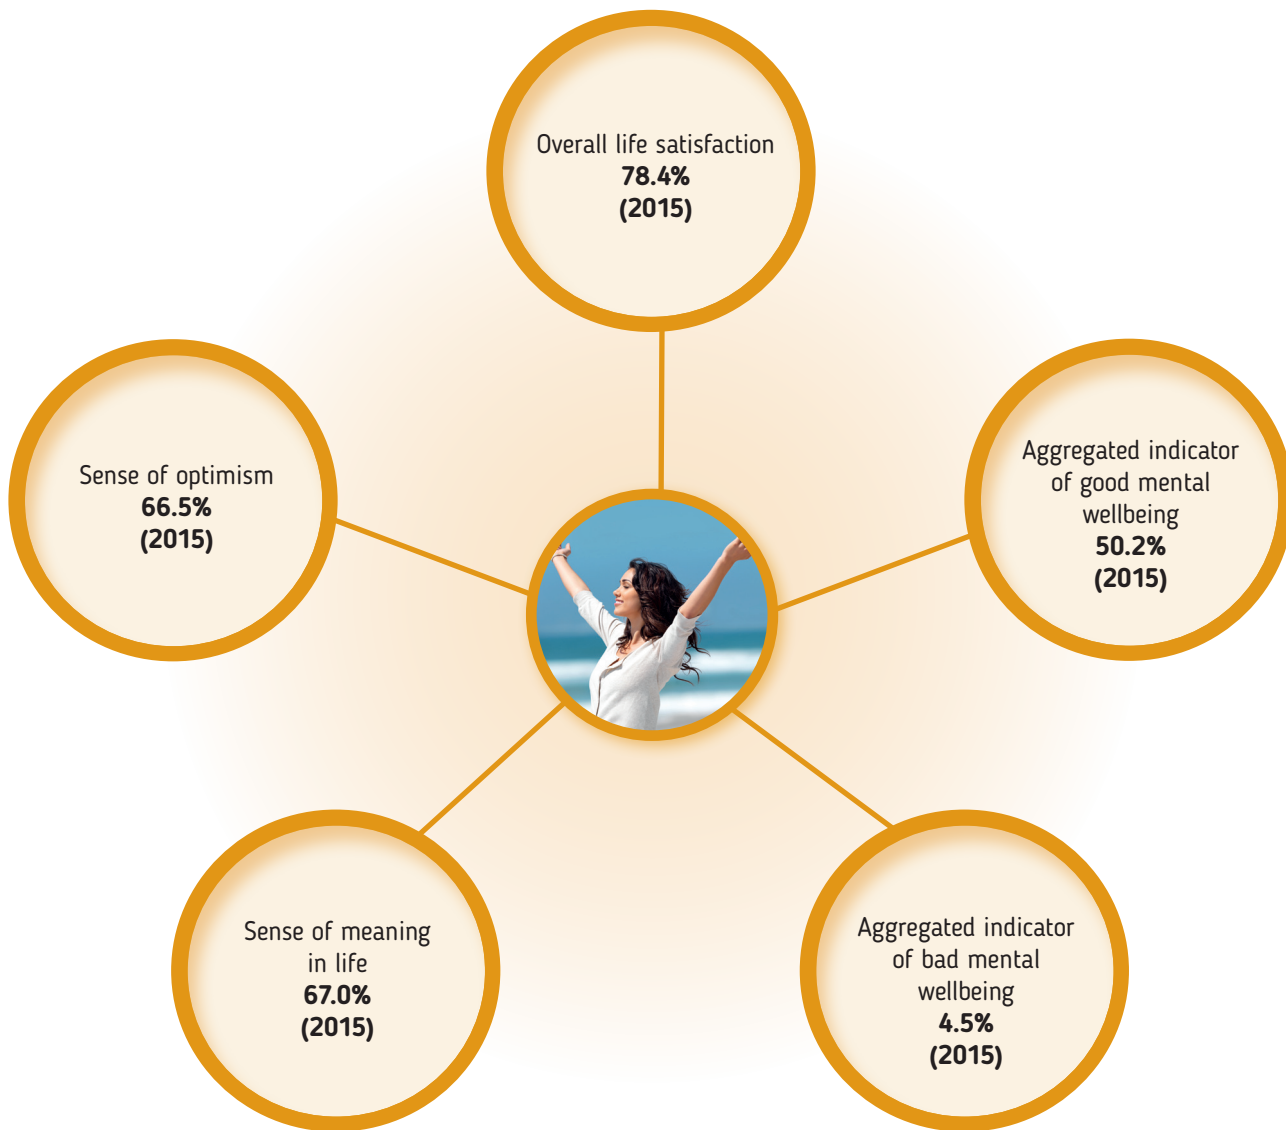 Overall life satisfaction
78.4%
(2015)
Sense of optimism
66.5%
(2015)
Aggregated indicator
of good mental
wellbeing
50.2%
(2015)
Sense of meaning
in life
67.0%
(2015)
Aggregated indicator
of bad mental
wellbeing
4.5%
(2015)